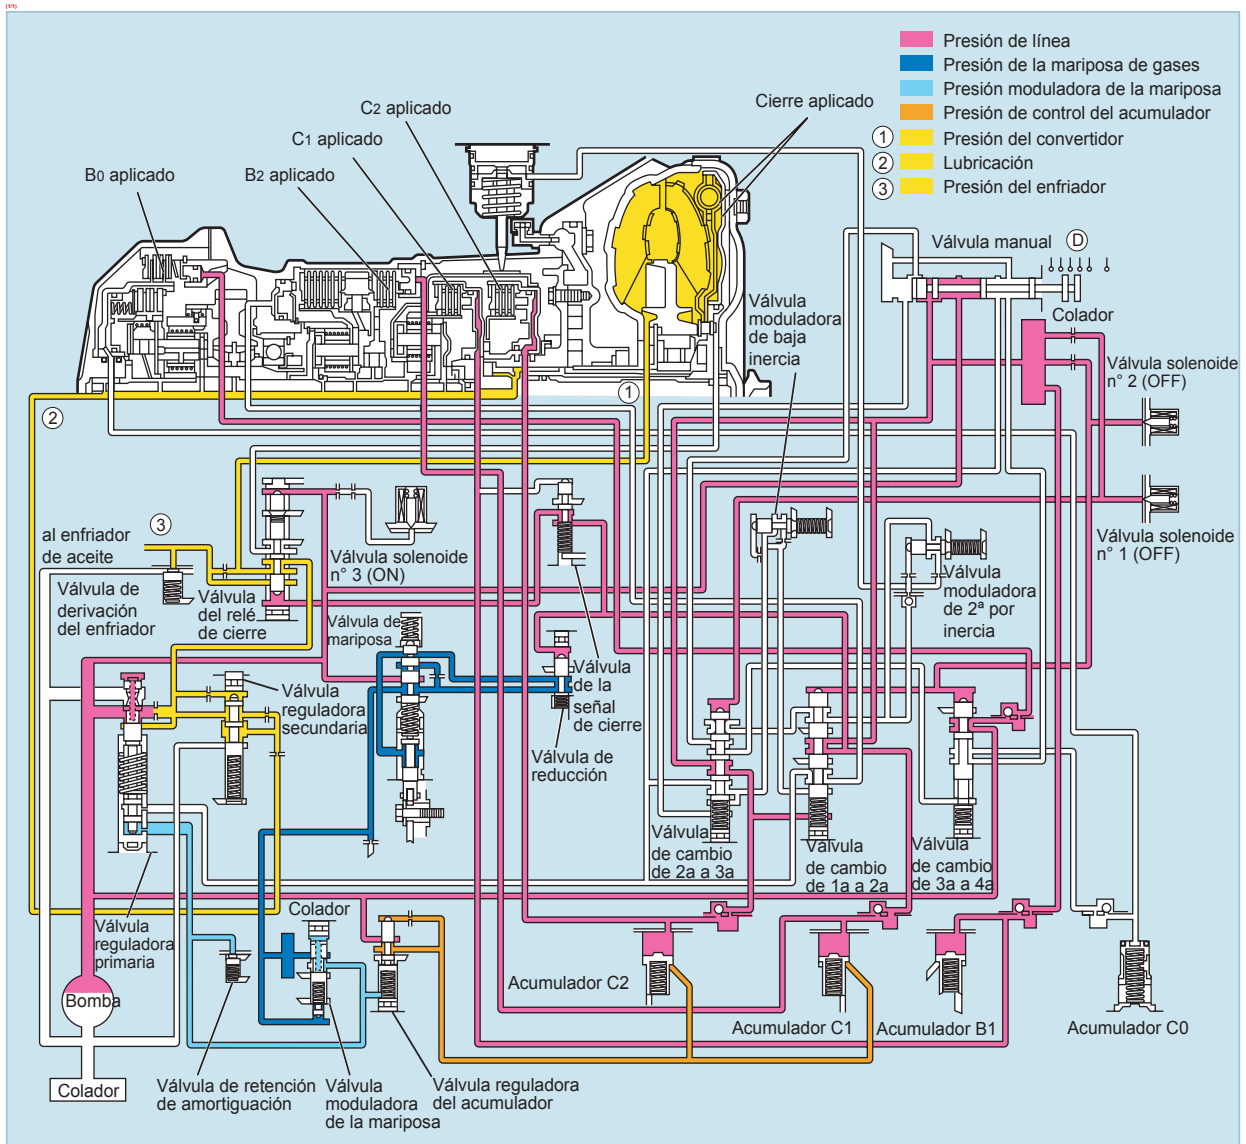 (1/1)
Presión de línea
Presión de la mariposa de gases
Presión moduladora de la mariposa
Presión de control del acumulador
1 Presión del convertidor
2 Lubricación
3 Presión del enfriador
Cierre aplicado
C2 aplicado
C1 aplicado
B0 aplicado
B2 aplicado
Válvula manual D
Válvula
moduladora
de baja
inercia
Colador
Válvula solenoide
n° 2 (OFF)
1
2
3
al enfriador
de aceite
Válvula solenoide
n° 3 (ON)
Válvula solenoide
n° 1 (OFF)
Válvula de
derivación
del enfriador
Válvula
del relé
de cierre
Válvula
moduladora
de 2ª por
inercia
Válvula de
mariposa
Válvula
reguladora
secundaria
Válvula
de la
señal
de cierre
Válvula de
reducción
Válvula
de cambio
de 2a a 3a
Válvula
de cambio
de 1a a 2a
Válvula
de cambio
de 3a a 4a
Válvula
reguladora
primaria
Colador
Bomba
Acumulador C2
Acumulador C1
Acumulador B1
Acumulador C0
Colador
Válvula de retención
de amortiguación
Válvula
moduladora
de la mariposa
Válvula reguladora
del acumulador